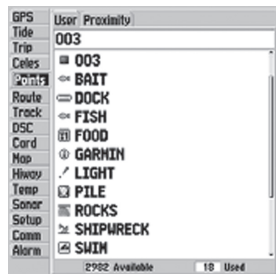 GPS
Tide
Trip
Celes
Points
Route
Track
DSC
Card
Map
Hiway
Temp
Sonar
Setup
Comm
Alarm
User Proximity
003
003
BAIT
DOCK
FISH
FOOD
GARMIN
LIGHT
PILE
ROCKS
SHIPWRECK
SWIM
2982 Available 18 Used